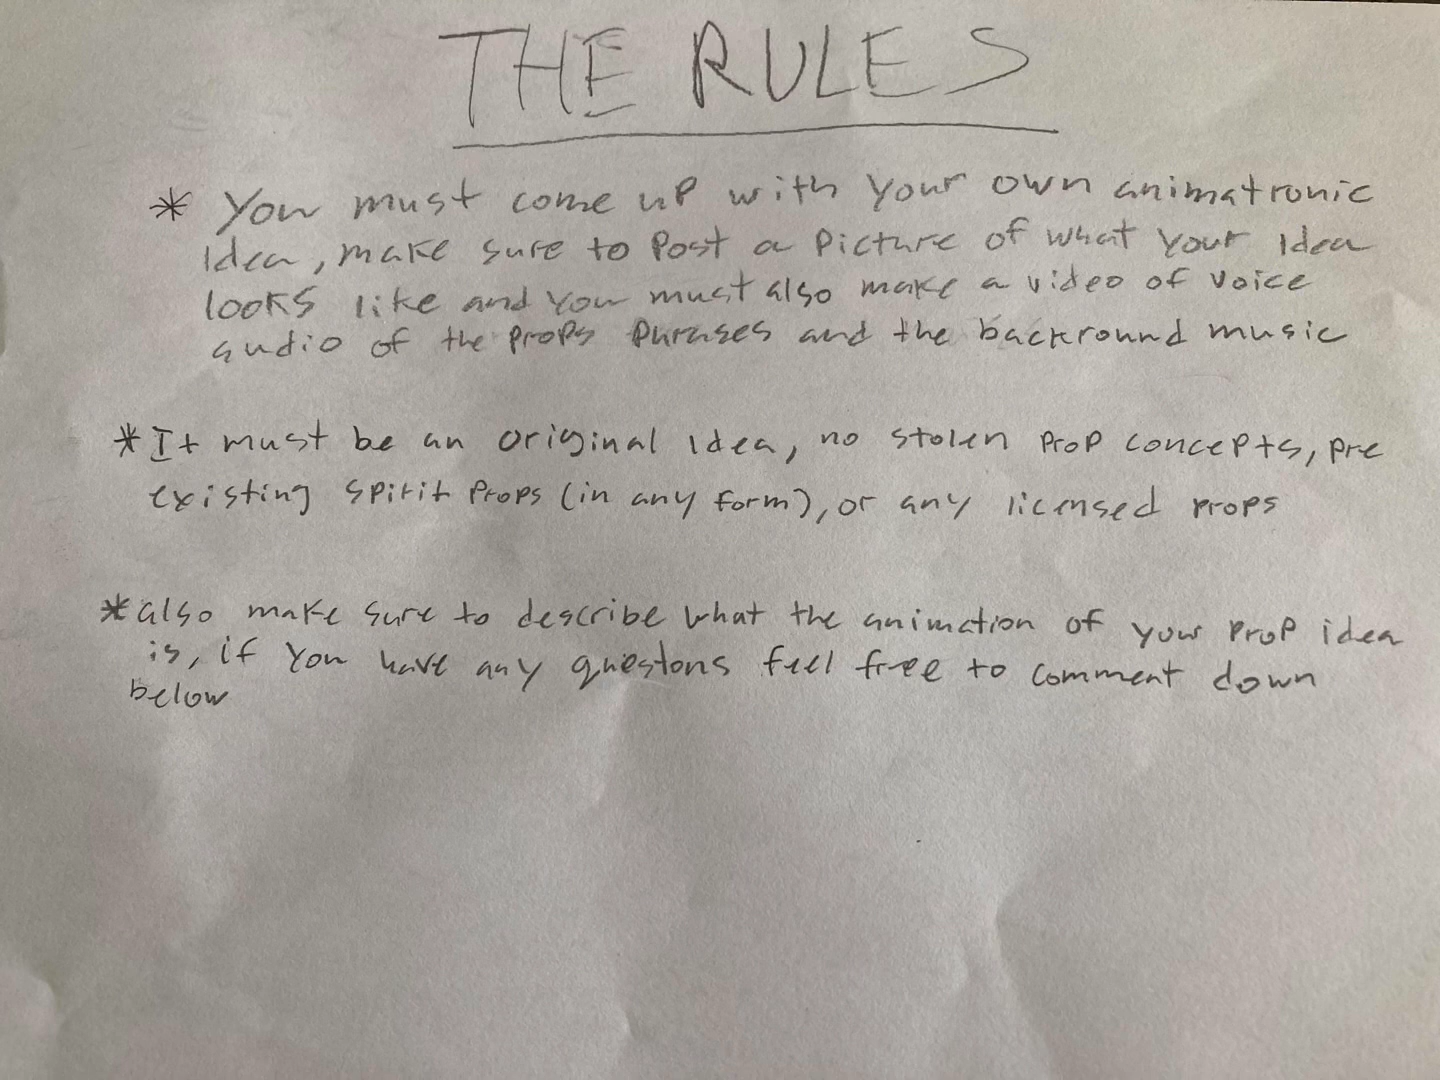 THE RULES
* You must come up with your own animatronic
Idea, make sure to Post a Picture of what your Idea
looks like and you must also make a video of voice
audio of the props phrases and the backround music
* It must be an original Idea, no stolen prop concepts, pre
existing spirit props (in any form), or any licensed props
* also make sure to describe what the animation of your prop idea
is, if you have any questons feel free to comment down
below